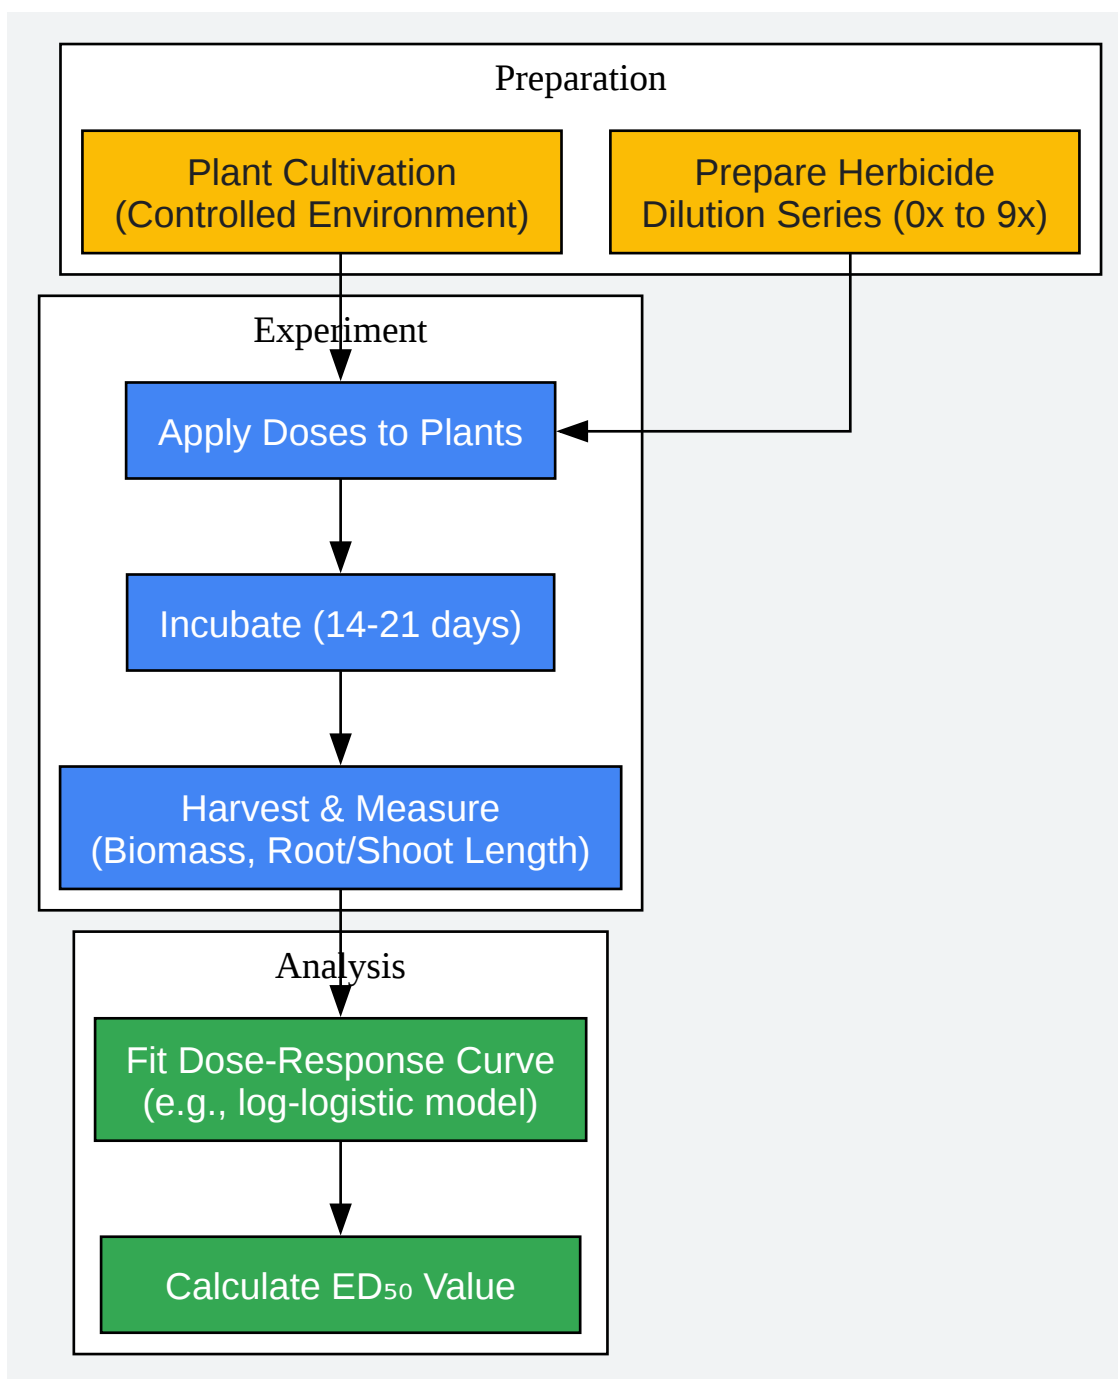 Preparation
Plant Cultivation
(Controlled Environment)
Prepare Herbicide
Dilution Series (0x to 9x)
Experiment
Apply Doses to Plants
Incubate (14-21 days)
Harvest & Measure
(Biomass, Root/Shoot Length)
Analysis
Fit Dose-Response Curve
(e.g., log-logistic model)
Calculate ED₅₀ Value